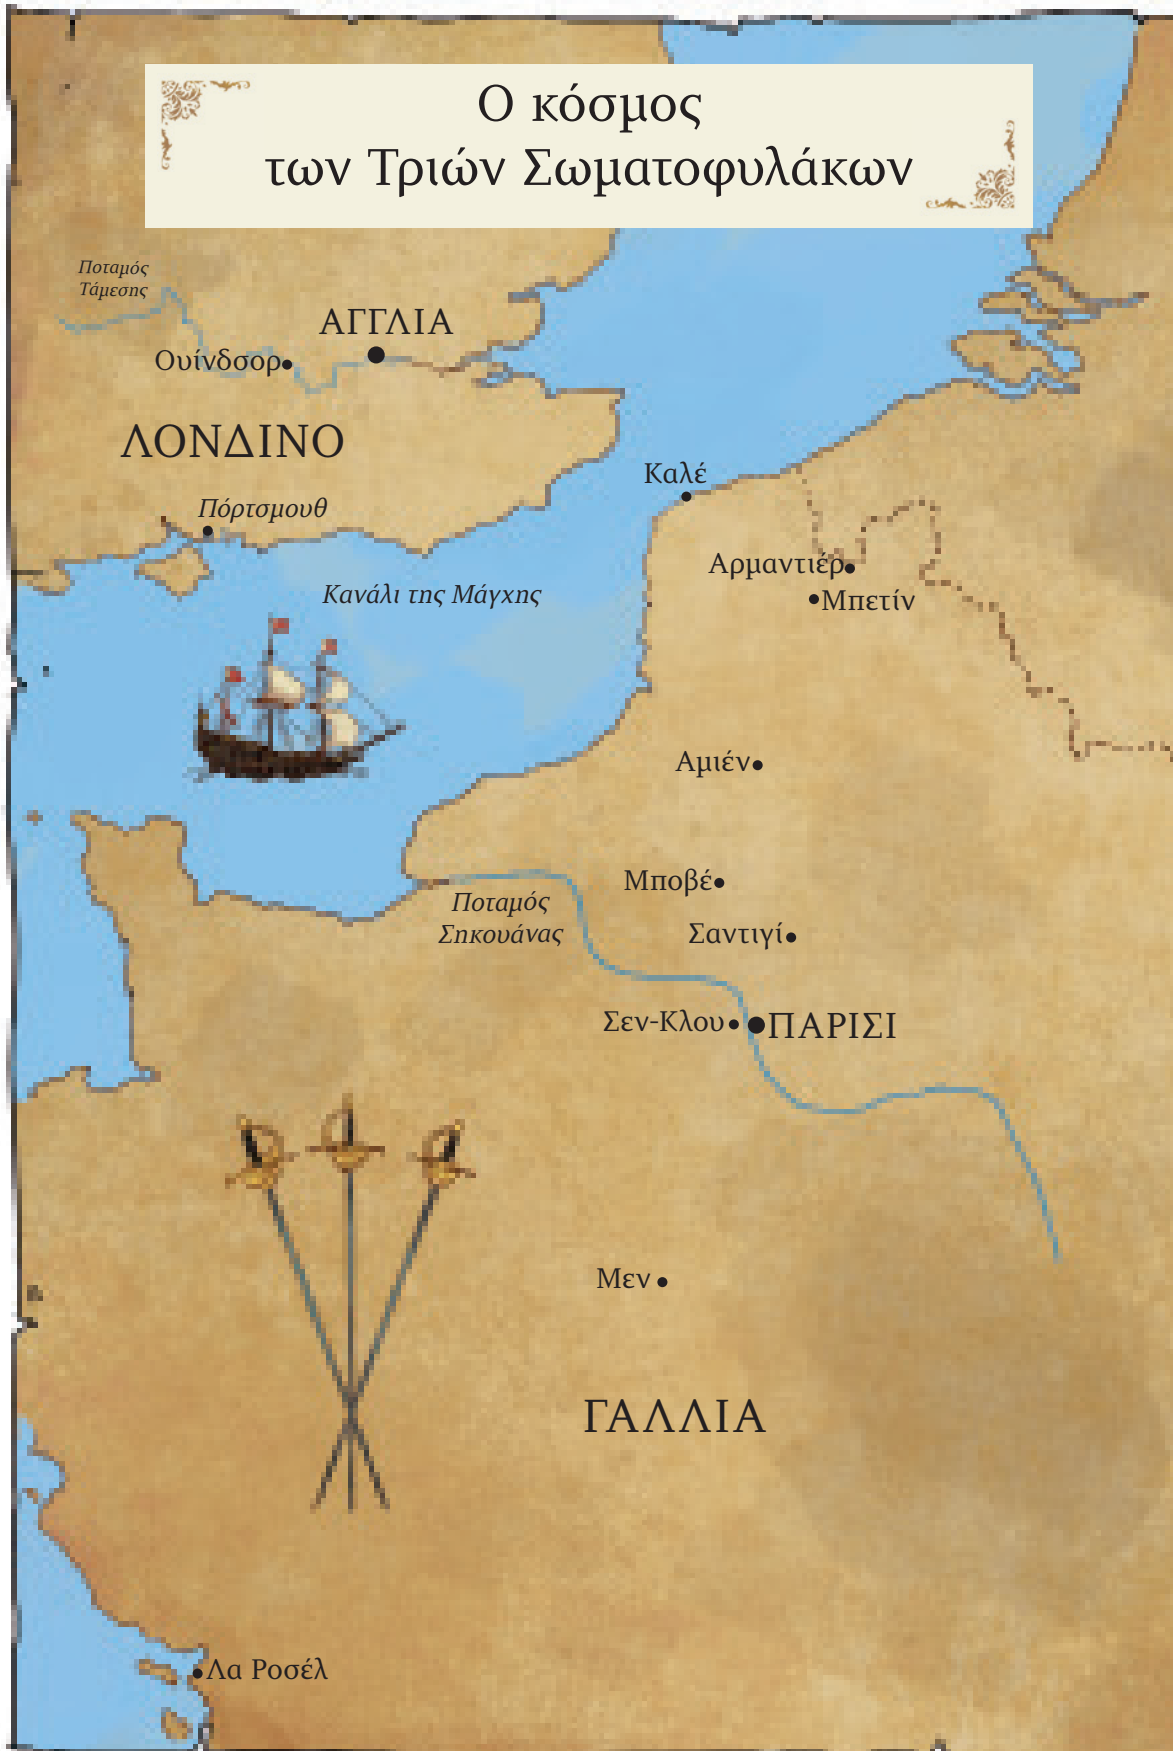 Ο κόσμος
των Τριών Σωματοφυλάκων
Ποταμός
Τάμεσης
ΑΓΓΛΙΑ
Ουίνδσορ
ΛΟΝΔΙΝΟ
Καλέ
Πόρτσμουθ
Αρμαντιέρ
Κανάλι της Μάγχης
Μπετίν
Αμιέν
Μποβέ
Ποταμός
Σηκουάνας
Σαντιγί
Σεν-Κλου
ΠΑΡΙΣΙ
Μεν
ΓΑΛΛΙΑ
Λα Ροσέλ